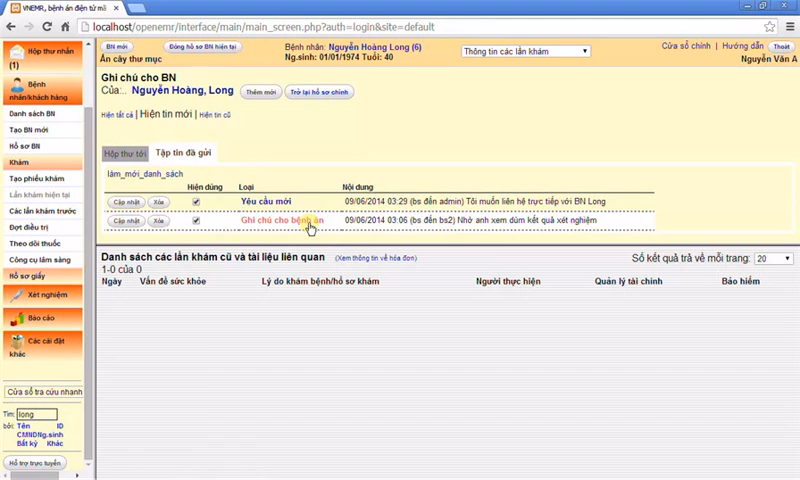 VNEMR, bệnh án điện tử mã
localhost/openemr/interface/main/main_screen.php?auth=login&site=default
Hộp thư nhắn
(1)
Bệnh
nhân/khách hàng
Danh sách BN
Tạo BN mới
Hồ sơ BN
Khám
Tạo phiếu khám
Lần khám hiện tại
Các lần khám trước
Đợt điều trị
Theo dõi thuốc
Công cụ lâm sàng
Hồ sơ giấy
Xét nghiệm
Báo cáo
Các cài đặt
khác
Cửa sổ tra cứu nhanh
Tìm: long
bởi: Tên ID
CMNDNg.sinh
Bất kỳ Khác
Hỗ trợ trực tuyến
BN mới Đóng hồ sơ BN hiện tại
Ẩn cây thư mục
Bệnh nhân: Nguyễn Hoàng Long (6)
Ng.sinh: 01/01/1974 Tuổi: 40
Thông tin các lần khám
Cửa sổ chính | Hướng dẫn Thoát
Nguyễn Văn A
Ghi chú cho BN
Của:.. Nguyễn Hoàng, Long Thêm mới Trở lại hồ sơ chính
Hiện tất cả | Hiện tin mới | Hiện tin cũ
Hộp thư tới Tập tin đã gửi
làm_mới_danh_sách
Hiện dùng Loại Nội dung
Cập nhật Xóa Yêu cầu mới 09/06/2014 03:29 (bs đến admin) Tôi muốn liên hệ trực tiếp với BN Long
Cập nhật Xóa Ghi chú cho bệnh án 09/06/2014 03:06 (bs đến bs2) Nhờ anh xem dùm kết quả xét nghiệm
Danh sách các lần khám cũ và tài liệu liên quan (Xem thông tin về hóa đơn) Số kết quả trả về mỗi trang: 20
1-0 của 0
Ngày Vấn đề sức khỏe Lý do khám bệnh/hồ sơ khám Người thực hiện Quản lý tài chính Bảo hiểm